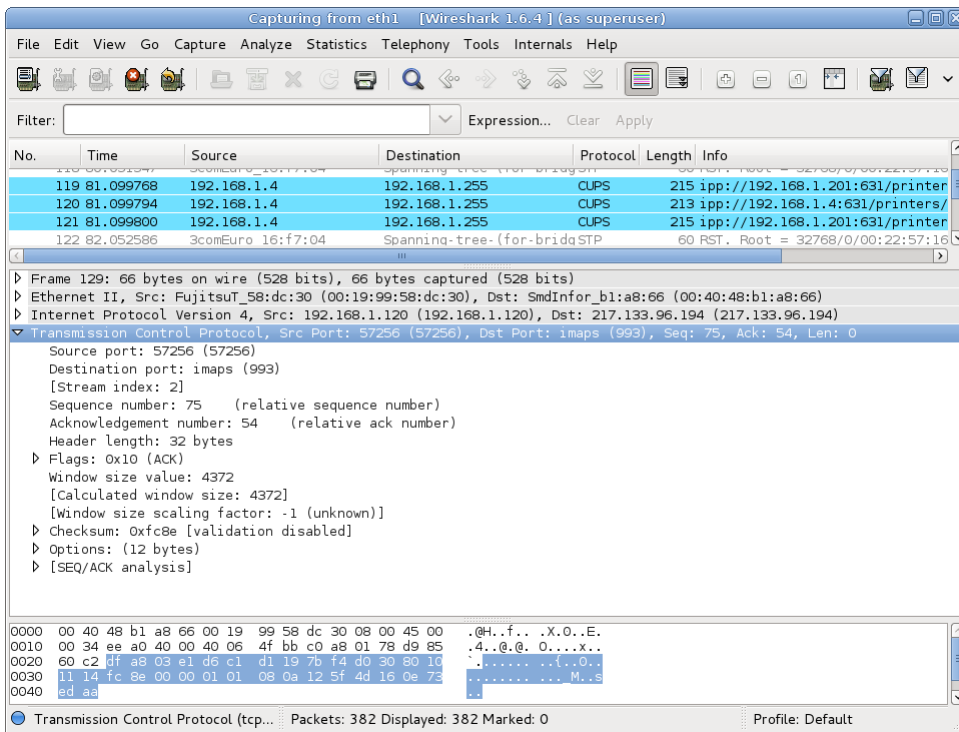 Capturing from eth1 [Wireshark 1.6.4 ] (as superuser)
File Edit View Go Capture Analyze Statistics Telephony Tools Internals Help
Filter: Expression... Clear Apply
No. Time Source Destination Protocol Length Info
119 81.099768 192.168.1.4 192.168.1.255 CUPS 215 ipp://192.168.1.201:631/printer
120 81.099794 192.168.1.4 192.168.1.255 CUPS 213 ipp://192.168.1.4:631/printers/
121 81.099800 192.168.1.4 192.168.1.255 CUPS 215 ipp://192.168.1.201:631/printer
122 82.052586 3comEuro_16:f7:04 Spanning-tree-(for-bridg STP 60 RST. Root = 32768/0/00:22:57:16
Frame 129: 66 bytes on wire (528 bits), 66 bytes captured (528 bits)
Ethernet II, Src: FujitsuT_58:dc:30 (00:19:99:58:dc:30), Dst: SmdInfor_b1:a8:66 (00:40:48:b1:a8:66)
Internet Protocol Version 4, Src: 192.168.1.120 (192.168.1.120), Dst: 217.133.96.194 (217.133.96.194)
Transmission Control Protocol, Src Port: 57256 (57256), Dst Port: imaps (993), Seq: 75, Ack: 54, Len: 0
Source port: 57256 (57256)
Destination port: imaps (993)
[Stream index: 2]
Sequence number: 75 (relative sequence number)
Acknowledgement number: 54 (relative ack number)
Header length: 32 bytes
Flags: 0x10 (ACK)
Window size value: 4372
[Calculated window size: 4372]
[Window size scaling factor: -1 (unknown)]
Checksum: 0xfc8e [validation disabled]
Options: (12 bytes)
[SEQ/ACK analysis]
0000 00 40 48 b1 a8 66 00 19 99 58 dc 30 08 00 45 00 .@H..f.. .X.0..E.
0010 00 34 ee a0 40 00 40 06 4f bb c0 a8 01 78 d9 85 .4..@.@. O....x..
0020 60 c2 df a8 03 e1 d6 c1 d1 19 7b f4 d0 30 80 10 `....... ..{..0..
0030 11 14 fc 8e 00 00 01 01 08 0a 12 5f 4d 16 0e 73 ........ ..._M..s
0040 ed aa ..
Transmission Control Protocol (tcp... Packets: 382 Displayed: 382 Marked: 0 Profile: Default